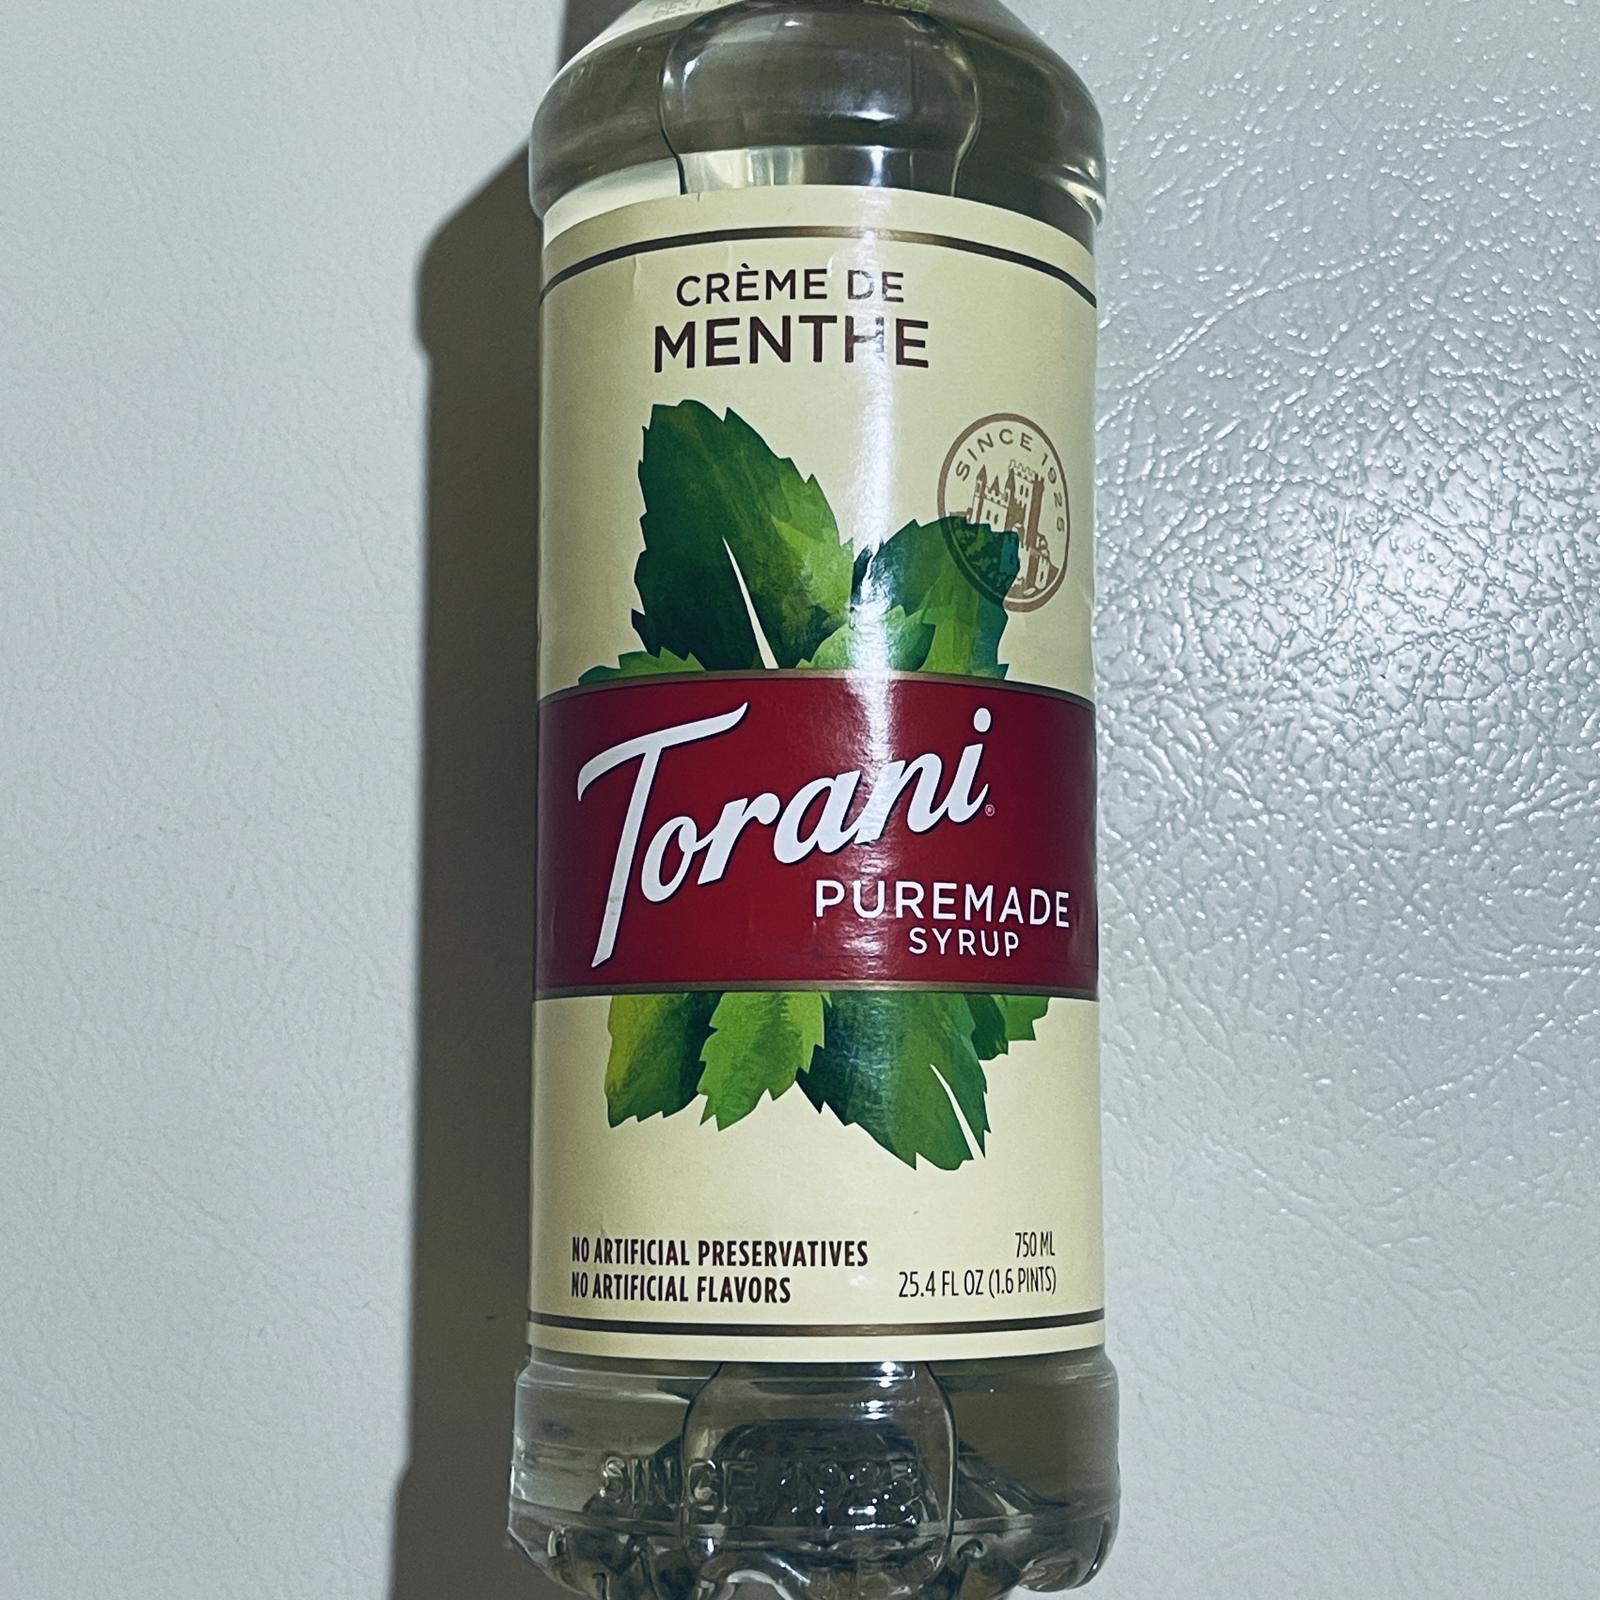 CRÈME DE
MENTHE
SINCE 1925
Torani®
PUREMADE
SYRUP
NO ARTIFICIAL PRESERVATIVES
NO ARTIFICIAL FLAVORS
750 ML
25.4 FL OZ (1.6 PINTS)
SINCE 1925